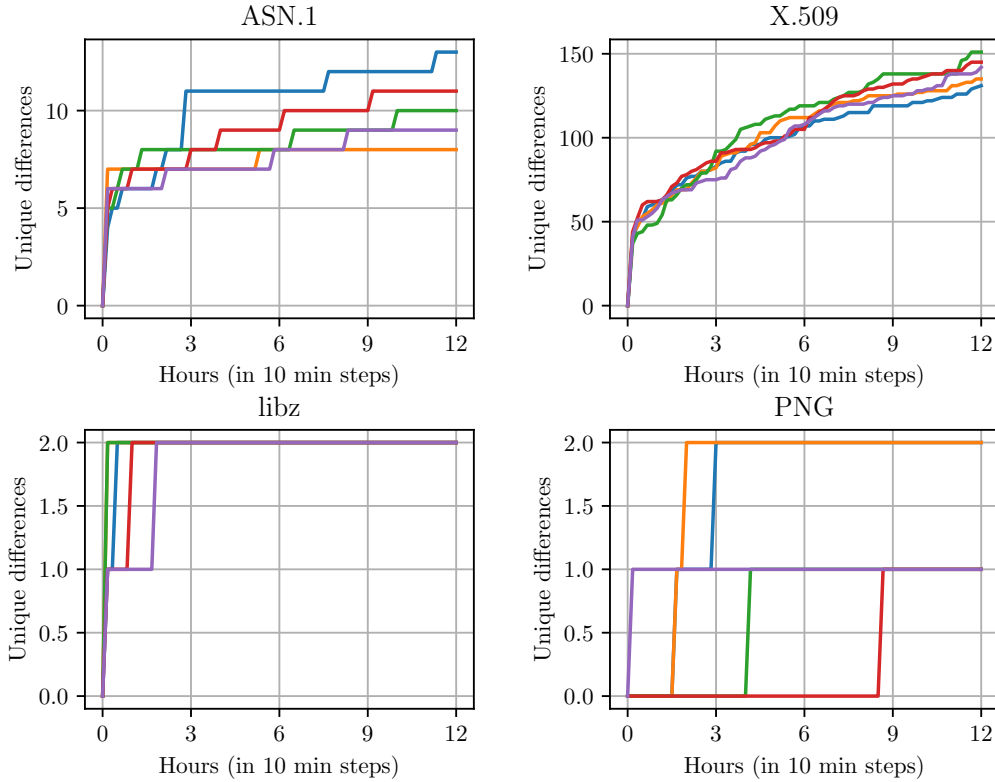 ASN.1
Unique differences
10
5
0
0 3 6 9 12
Hours (in 10 min steps)
X.509
Unique differences
150
100
50
0
0 3 6 9 12
Hours (in 10 min steps)
libz
Unique differences
2.0
1.5
1.0
0.5
0.0
0 3 6 9 12
Hours (in 10 min steps)
PNG
Unique differences
2.0
1.5
1.0
0.5
0.0
0 3 6 9 12
Hours (in 10 min steps)